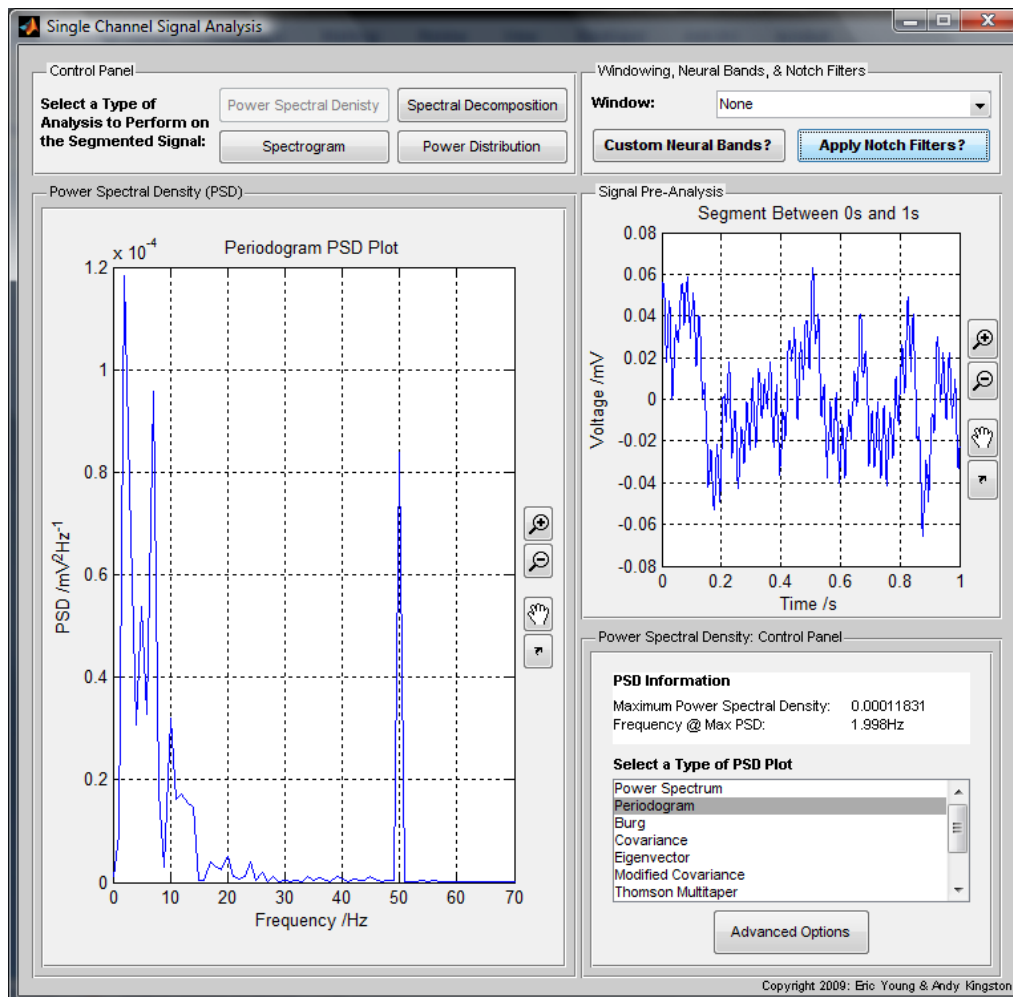 Single Channel Signal Analysis
Control Panel
Select a Type of
Analysis to Perform on
the Segmented Signal:
Power Spectral Denisty
Spectral Decomposition
Spectrogram
Power Distribution
Windowing, Neural Bands, & Notch Filters
Window:
None
Custom Neural Bands?
Apply Notch Filters?
Power Spectral Density (PSD)
Periodogram PSD Plot
x 10⁻⁴
1.2
1
0.8
0.6
0.4
0.2
0
PSD /mV²Hz⁻¹
0 10 20 30 40 50 60 70
Frequency /Hz
Signal Pre-Analysis
Segment Between 0s and 1s
0.08
0.06
0.04
0.02
0
-0.02
-0.04
-0.06
-0.08
Voltage /mV
0 0.2 0.4 0.6 0.8 1
Time /s
Power Spectral Density: Control Panel
PSD Information
Maximum Power Spectral Density: 0.00011831
Frequency @ Max PSD: 1.998Hz
Select a Type of PSD Plot
Power Spectrum
Periodogram
Burg
Covariance
Eigenvector
Modified Covariance
Thomson Multitaper
Advanced Options
Copyright 2009: Eric Young & Andy Kingston